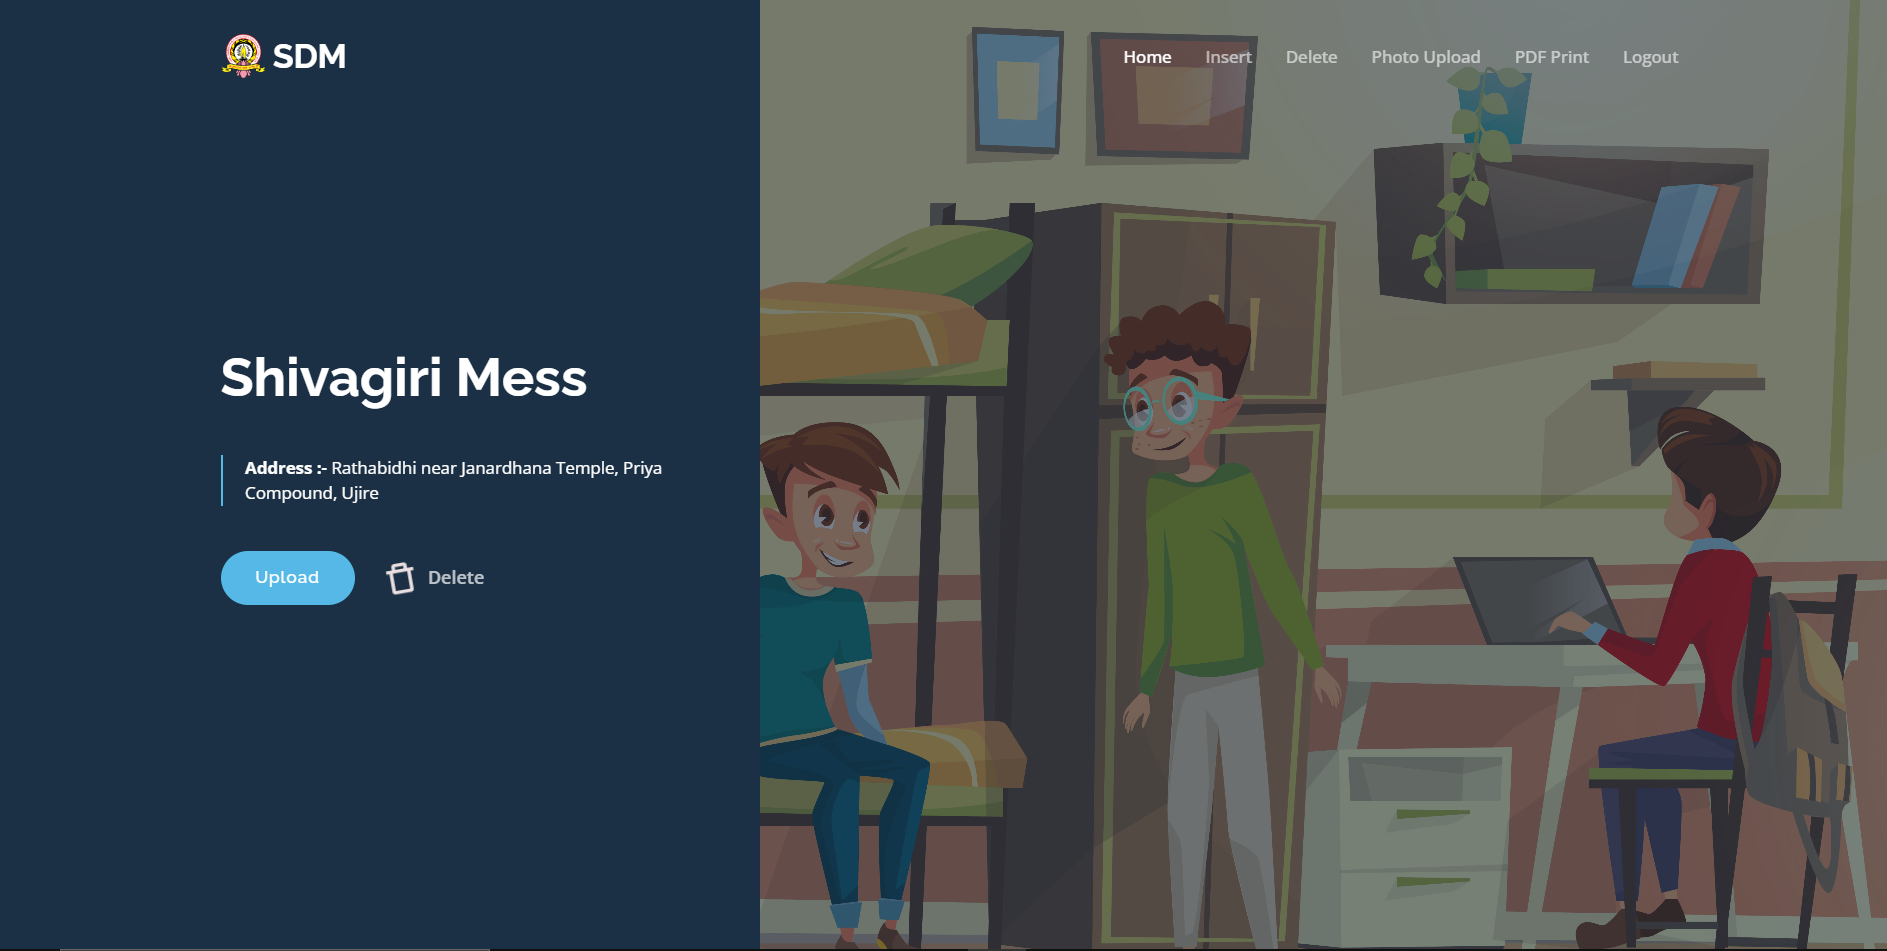 SDM
Home Insert Delete Photo Upload PDF Print Logout
Shivagiri Mess
Address :- Rathabidhi near Janardhana Temple, Priya
Compound, Ujire
Upload Delete